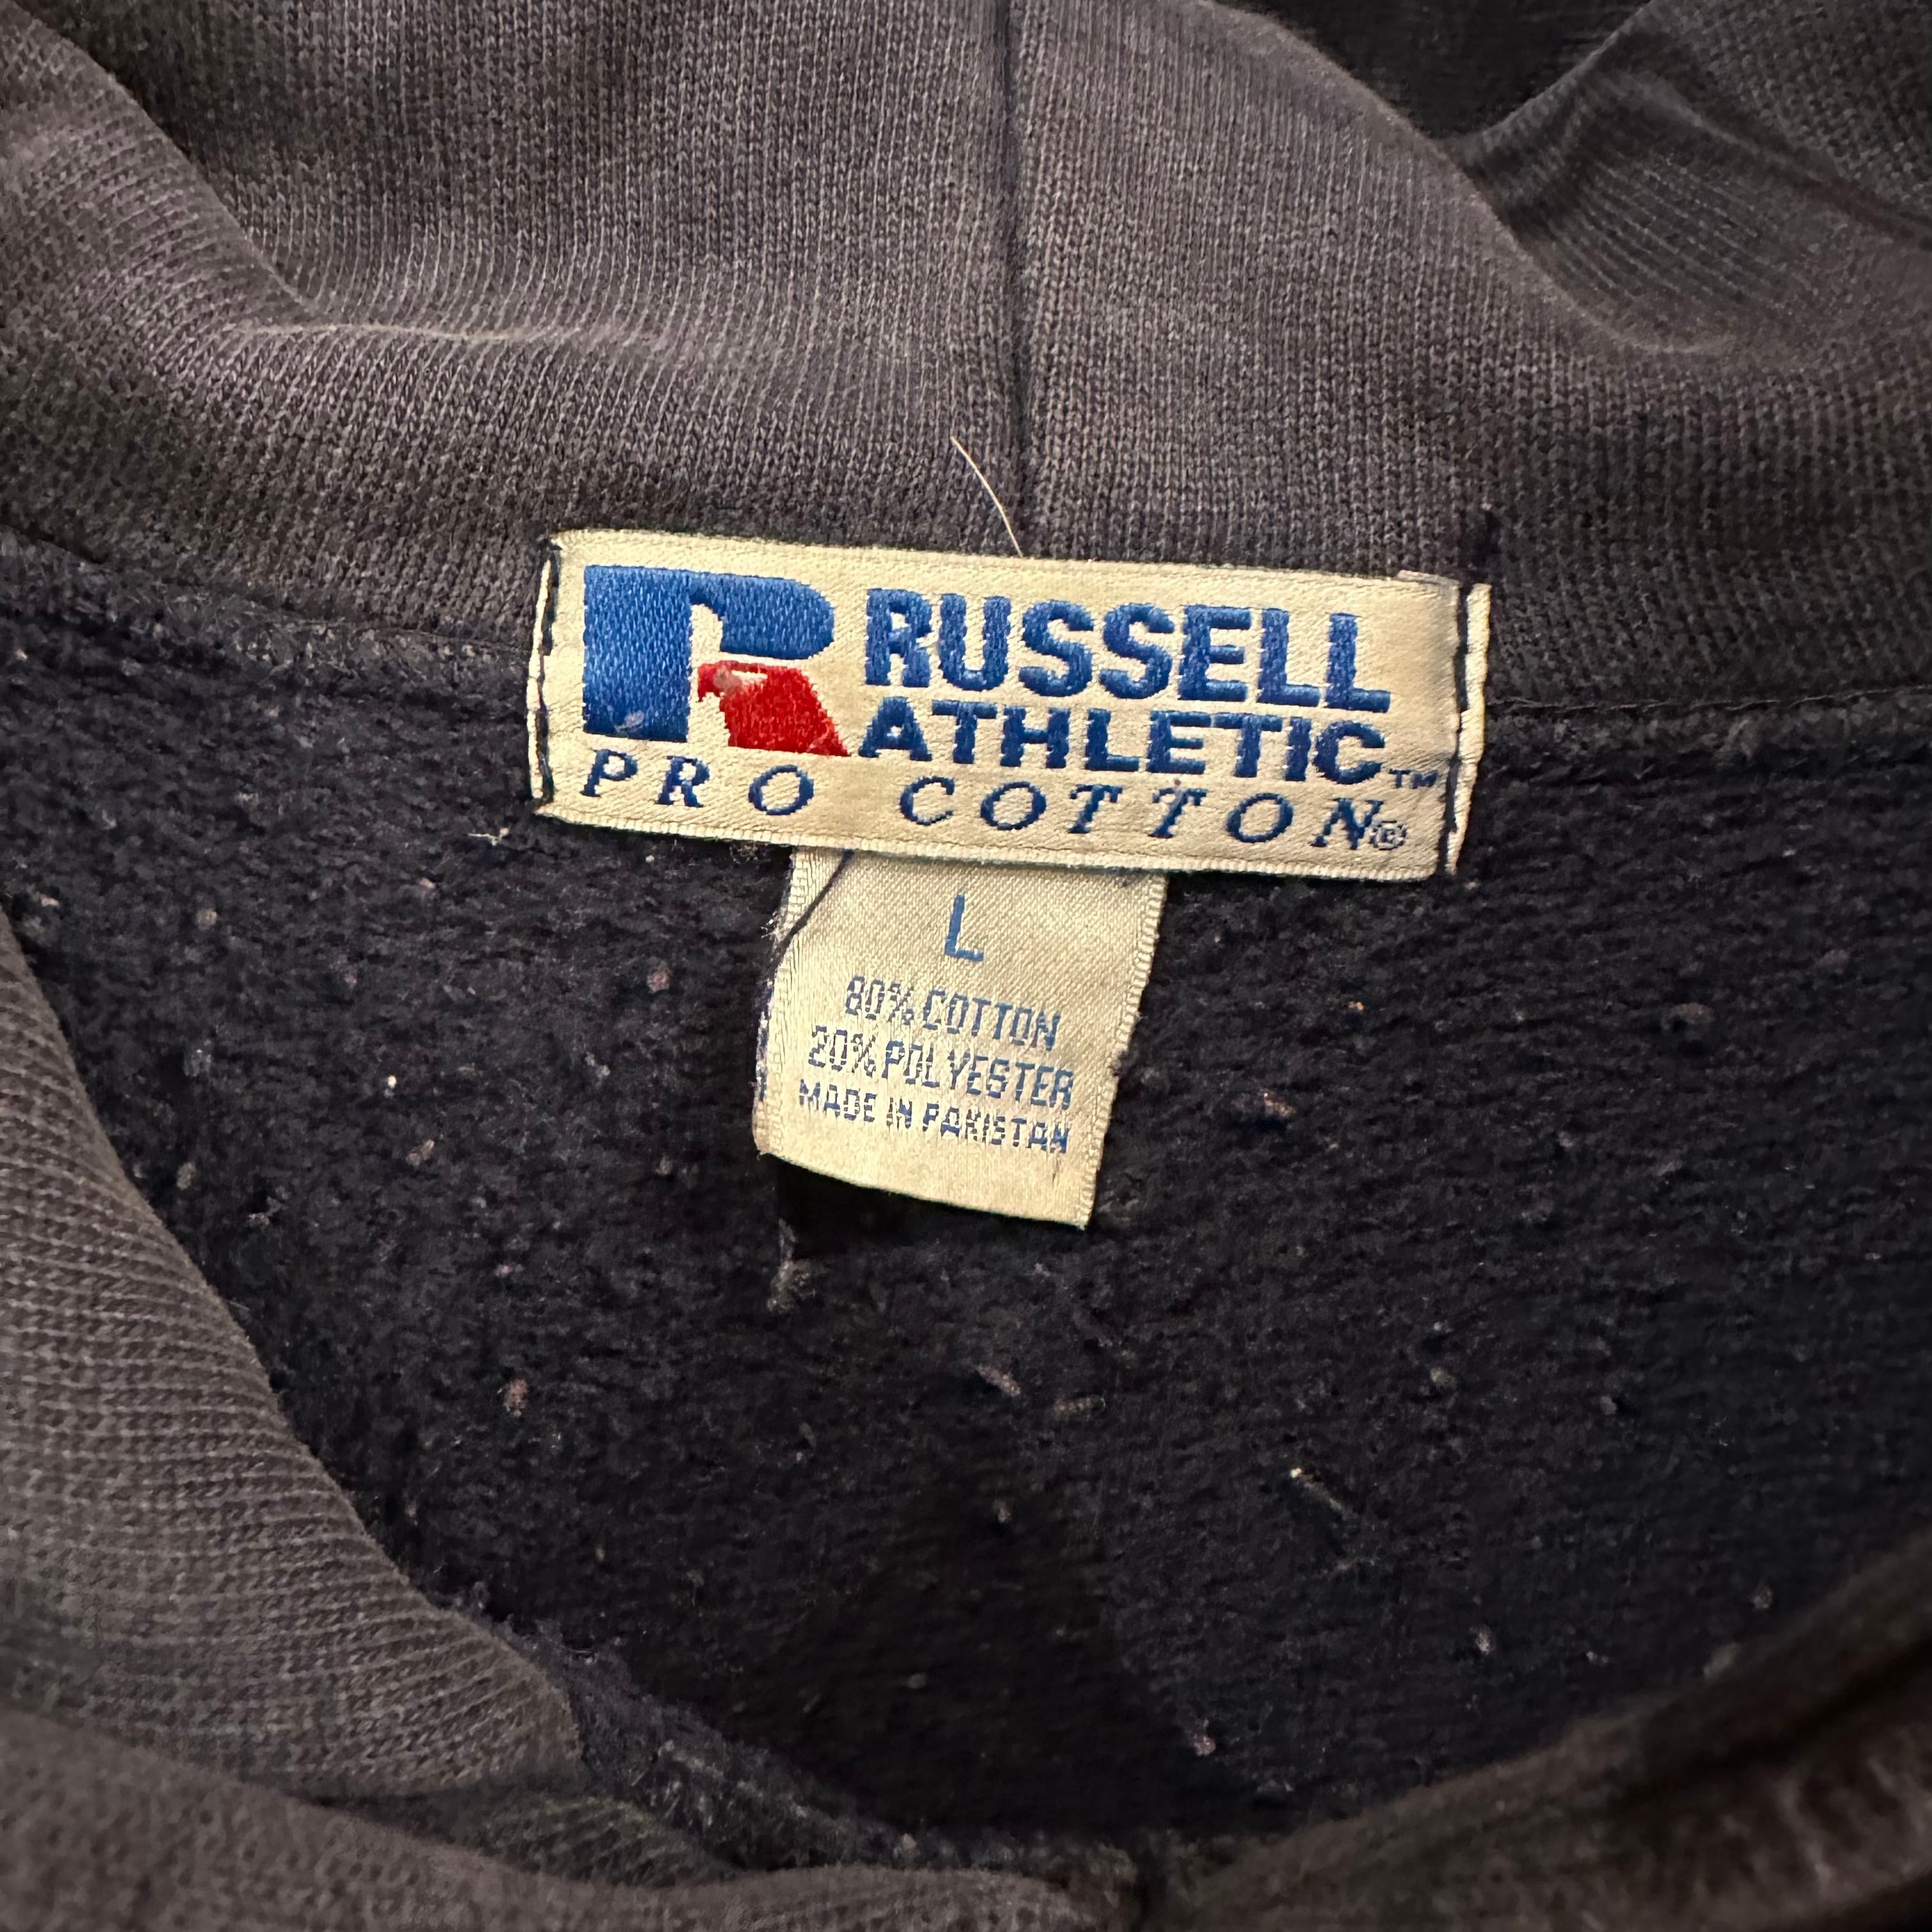 R RUSSELL
ATHLETIC™
PRO COTTON®
L
80% COTTON
20% POLYESTER
MADE IN PAKISTAN